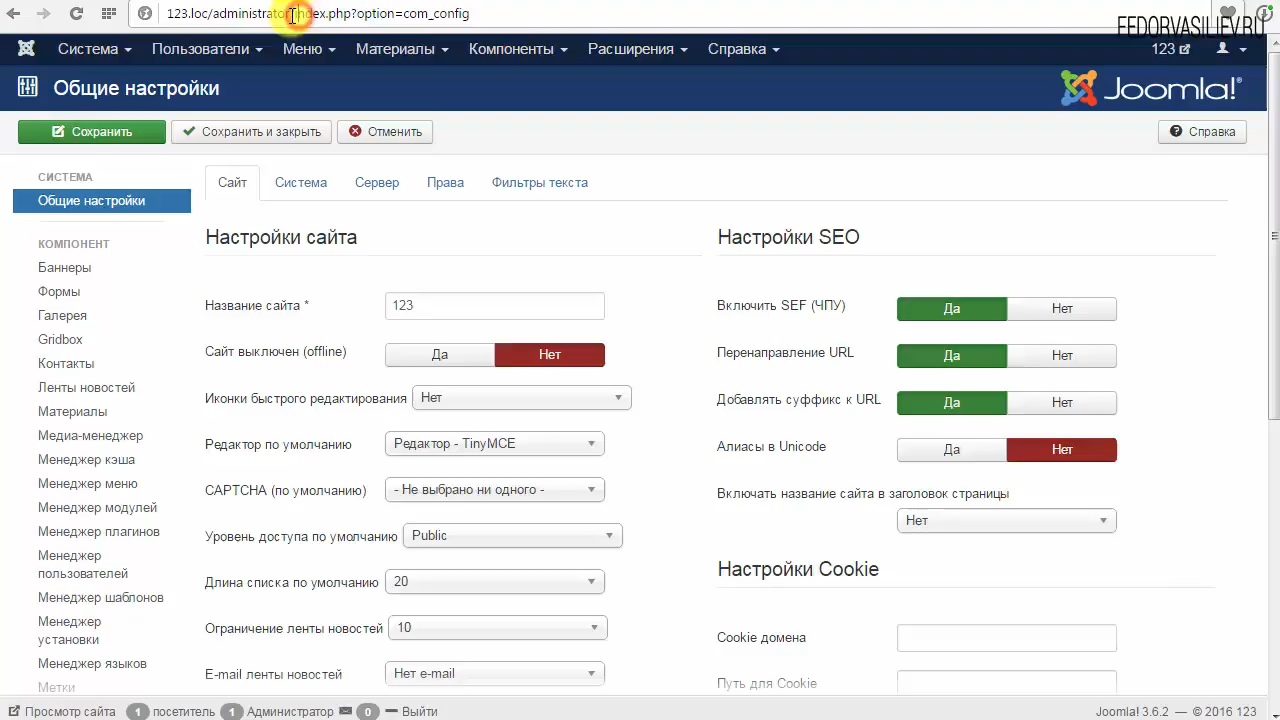 123.loc/administrator/index.php?option=com_config
FEDORVASILIEV.RU
Система Пользователи Меню Материалы Компоненты Расширения Справка 123
Общие настройки
Joomla!®
Сохранить Сохранить и закрыть Отменить Справка
СИСТЕМА
Общие настройки
КОМПОНЕНТ
Баннеры
Формы
Галерея
Gridbox
Контакты
Ленты новостей
Материалы
Медиа-менеджер
Менеджер кэша
Менеджер меню
Менеджер модулей
Менеджер плагинов
Менеджер
пользователей
Менеджер шаблонов
Менеджер
установки
Менеджер языков
Метки
Сайт Система Сервер Права Фильтры текста
Настройки сайта
Название сайта * 123
Сайт выключен (offline) Да Нет
Иконки быстрого редактирования Нет
Редактор по умолчанию Редактор - TinyMCE
CAPTCHA (по умолчанию) - Не выбрано ни одного -
Уровень доступа по умолчанию Public
Длина списка по умолчанию 20
Ограничение ленты новостей 10
E-mail ленты новостей Нет e-mail
Настройки SEO
Включить SEF (ЧПУ) Да Нет
Перенаправление URL Да Нет
Добавлять суффикс к URL Да Нет
Алиасы в Unicode Да Нет
Включать название сайта в заголовок страницы
Нет
Настройки Cookie
Cookie домена
Путь для Cookie
Просмотр сайта 1 посетитель 1 Администратор 0 Выйти
Joomla! 3.6.2 — © 2016 123